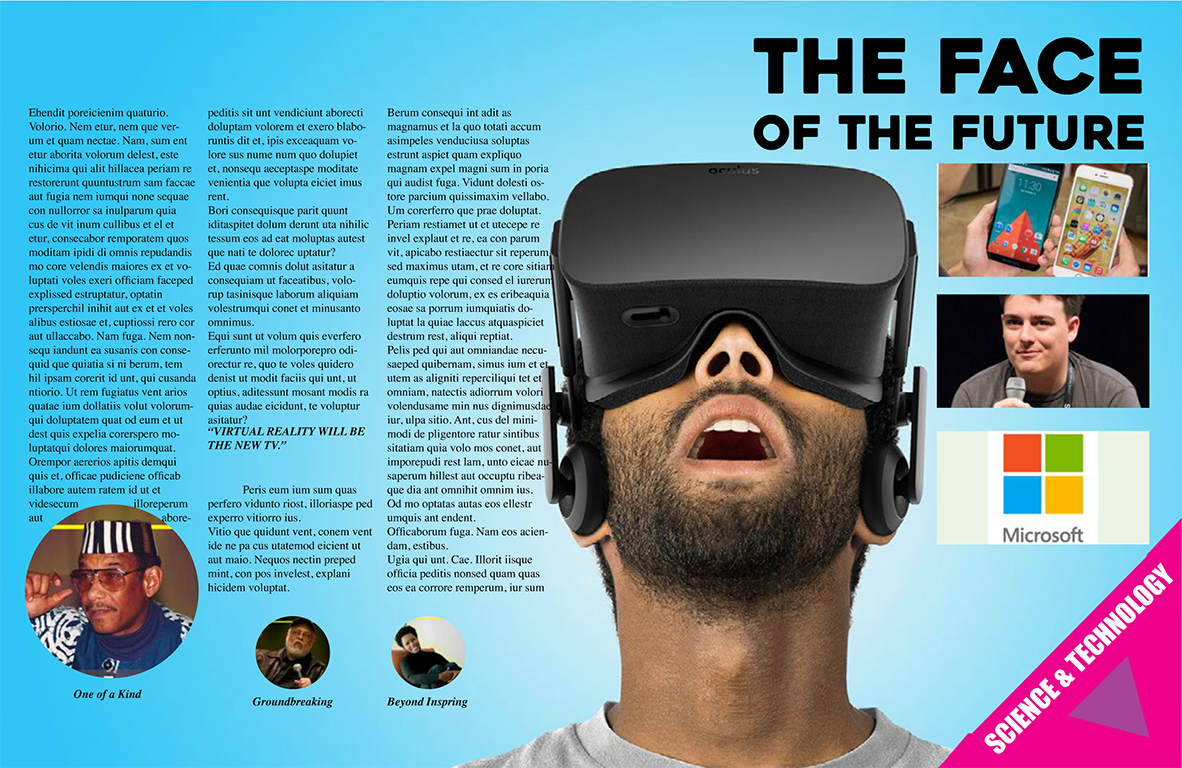 THE FACE
OF THE FUTURE
Ehendit poreicienim quaturio.
Volorio. Nem etur, nem que ver-
um et quam nectae. Nam, sum ent
etur aborita volorum delest, este
nihimica qui alit hillacea periam re
restorerunt quuntustrum sam faccae
aut fugia nem iumqui none sequae
con nullorror sa inulparum quia
cus de vit inum cullibus et el et
etur, consecabor remporatem quos
moditam ipidi di omnis repudandis
mo core velendis maiores ex et vo-
luptati voles exeri officiam faceped
explissed estruptatur, optatin
prersperchil inihit aut ex et et voles
alibus estiosae et, cuptiossi rero cor
aut ullaccabo. Nam fuga. Nem non-
sequ iandunt ea susanis con conse-
quid que quiatia si ni berum, tem
hil ipsam corerit id unt, qui cusanda
ntiorio. Ut rem fugiatus vent arios
quatae ium dollatiis volut volorum-
qui doluptatem quat od eum et ut
dest quis expelia corerspero mo-
luptatqui dolores maiorumquat.
Orempor aererios apitis demqui
quis et, officae pudiciene officab
illabore autem ratem id ut et
videsecum illoreperum
aut abore-
peditis sit unt vendiciunt aborecti
doluptam volorem et exero blabo-
runtis dit et, ipis exceaquam vo-
lore sus nume num quo dolupiet
et, nonsequ aeceptaspe moditate
venientia que volupta eiciet imus
rent.
Bori consequisque parit quunt
iditaspitet dolum derunt uta nihilic
tessum eos ad eat moluptas autest
que nati te dolorec uptatur?
Ed quae comnis dolut asitatur a
consequiam ut faceatibus, volo-
rup tasinisque laborum aliquiam
volestrumqui conet et minusanto
omnimus.
Equi sunt ut volum quis everfero
erferunto mil molorporepro odi-
orectur re, quo te voles quidero
denist ut modit faciis qui unt, ut
optius, aditessunt mosant modis ra
quias audae eicidunt, te voluptur
asitatur?
“VIRTUAL REALITY WILL BE
THE NEW TV.”
Peris eum ium sum quas
perfero vidunto riost, illoriaspe ped
experro vitiorro ius.
Vitio que quidunt vent, conem vent
ide ne pa cus utatemod eicient ut
aut maio. Nequos nectin preped
mint, con pos invelest, explani
hicidem voluptat.
Berum consequi int adit as
magnamus et la quo totati accum
asimpeles venduciusa soluptas
estrunt aspiet quam expliquo
magnam expel magni sum in poria
qui audist fuga. Vidunt dolesti os-
tore parcium quissimaxim vellabo.
Um corerferro que prae doluptat.
Periam restiamet ut et utecepe re
invel explaut et re, ea con parum
vit, apicabo restiaectur sit reperum
sed maximus utam, et re core sitiam
eumquis repe qui consed el iurerum
doluptio volorum, ex es eribeaquia
eosae sa porrum iumquiatis do-
luptat la quiae laccus atquaspiciet
destrum rest, aliqui reptiat.
Pelis ped qui aut omniandae necu-
saeped quibernam, simus ium et et
utem as aligniti reperciliqui tet et
omniam, natectis adiorrum volori
volendusame min nus dignimusdae
iur, ulpa sitio. Ant, cus del mini-
modi de pligentore ratur sintibus
sitatiam quia volo mos conet, aut
imporepudi rest lam, unto eicae nu-
saperum hillest aut occuptu ribea-
que dia ant omnihit omnim ius.
Od mo optatas autas eos ellestr
umquis ant endent.
Officaborum fuga. Nam eos acien-
dam, estibus.
Ugia qui unt. Cae. Illorit iisque
officia peditis nonsed quam quas
eos ea corrore remperum, iur sum
One of a Kind
Groundbreaking
Beyond Inspring
oculus
11:30
Microsoft
SCIENCE & TECHNOLOGY